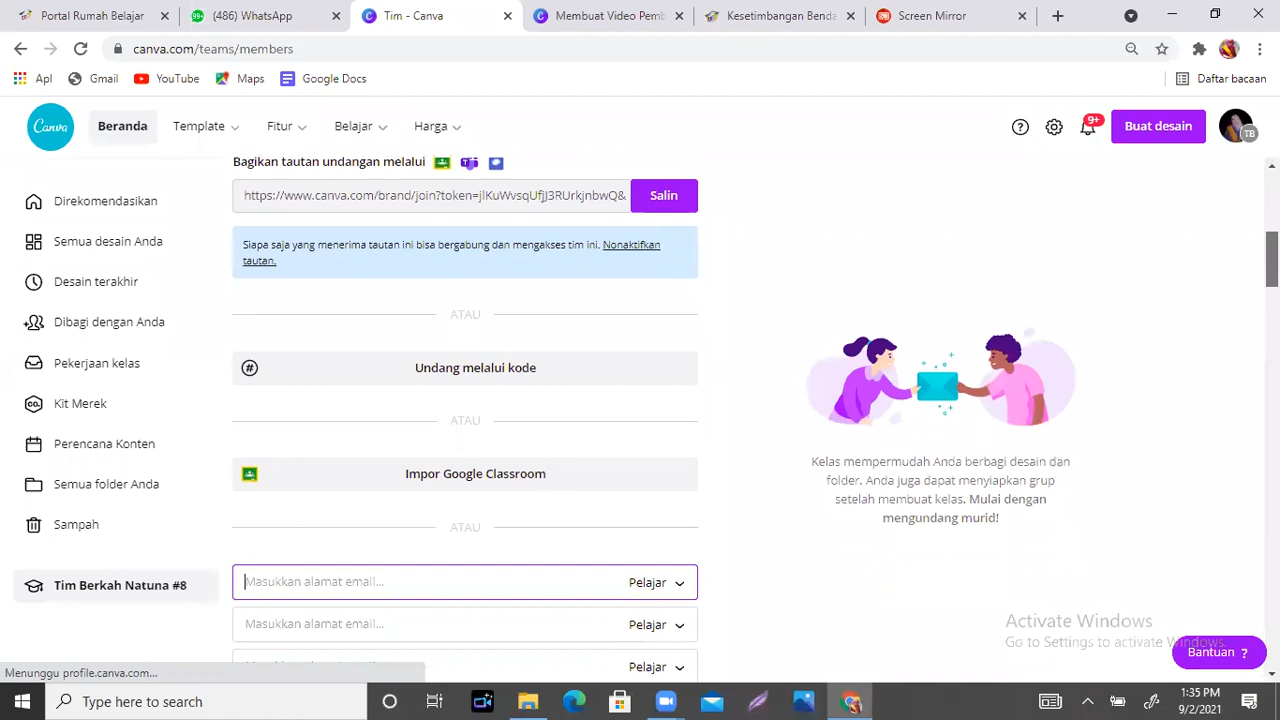 Portal Rumah Belajar
(486) WhatsApp
Tim - Canva
Membuat Video Pemb
Kesetimbangan Benda
Screen Mirror
canva.com/teams/members
Apl
Gmail
YouTube
Maps
Google Docs
Daftar bacaan
Canva
Beranda
Template
Fitur
Belajar
Harga
9+
Buat desain
TB
Bagikan tautan undangan melalui
Direkomendasikan
https://www.canva.com/brand/join?token=jlKuWvsqUfJJ3RUrkjnbwQ&
Salin
Semua desain Anda
Siapa saja yang menerima tautan ini bisa bergabung dan mengakses tim ini. Nonaktifkan
tautan.
Desain terakhir
Dibagi dengan Anda
ATAU
Pekerjaan kelas
# Undang melalui kode
Kit Merek
CO.
ATAU
Perencana Konten
Impor Google Classroom
Semua folder Anda
Sampah
ATAU
Tim Berkah Natuna #8
Masukkan alamat email...
Pelajar
Masukkan alamat email...
Pelajar
Pelajar
Kelas mempermudah Anda berbagi desain dan
folder. Anda juga dapat menyiapkan grup
setelah membuat kelas. Mulai dengan
mengundang murid!
Activate Windows
Go to Settings to activate Windows.
Bantuan ?
Menunggu profile.canva.com...
Type here to search
1:35 PM
9/2/2021